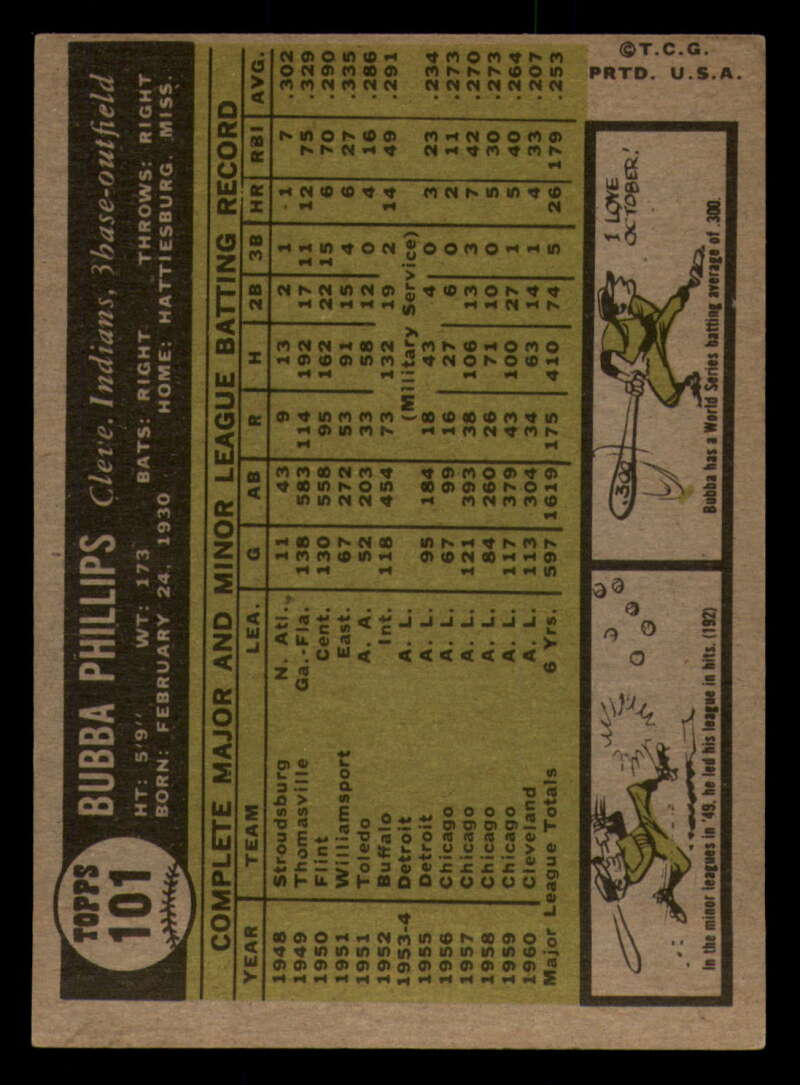 TOPPS
101
BUBBA PHILLIPS Cleve. Indians, 3base-outfield
HT: 5'9" WT: 173 BATS: RIGHT THROWS: RIGHT
BORN: FEBRUARY 24, 1930 HOME: HATTIESBURG, MISS.
COMPLETE MAJOR AND MINOR LEAGUE BATTING RECORD
YEAR TEAM LEA. G AB R H 2B 3B HR RBI AVG.
1948 Stroudsburg N. Atl. 11 43 9 13 2 1 1 7 .302
1949 Thomasville Ga.-Fla. 138 583 114 192 17 11 12 75 .329
1950 Flint Cent. 130 558 95 162 22 15 6 70 .290
1951 Williamsport East. 67 272 53 91 15 4 6 27 .335
1951 Toledo A. A. 52 203 33 58 12 0 4 16 .286
1952 Buffalo Int. 118 454 73 132 19 2 14 49 .291
1953-4 Detroit A. L. (Military Service)
1955 Detroit A. L. 95 184 18 43 4 0 3 23 .234
1956 Chicago A. L. 67 99 16 27 6 0 2 11 .273
1957 Chicago A. L. 121 393 38 106 13 3 7 42 .270
1958 Chicago A. L. 84 260 26 71 10 0 5 30 .273
1959 Chicago A. L. 117 379 43 100 27 1 5 40 .264
1960 Cleveland A. L. 113 304 34 63 14 1 4 33 .207
Major League Totals 6 Yrs. 597 1619 175 410 74 5 26 179 .253
In the minor leagues in '49, he led his league in hits. (192)
.300
I LOVE
OCTOBER!
Bubba has a World Series batting average of .300.
©T.C.G.
PRTD. U.S.A.